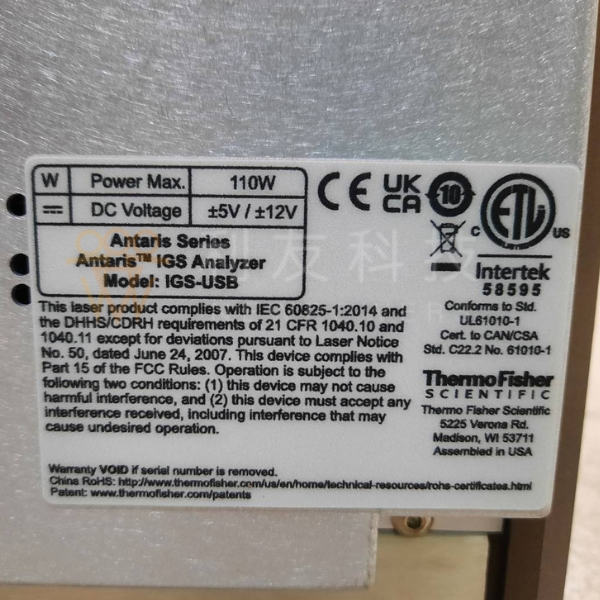 W Power Max. 110W
DC Voltage ±5V / ±12V
Antaris Series
Antaris™ IGS Analyzer
Model: IGS-USB
This laser product complies with IEC 60825-1:2014 and
the DHHS/CDRH requirements of 21 CFR 1040.10 and
1040.11 except for deviations pursuant to Laser Notice
No. 50, dated June 24, 2007. This device complies with
Part 15 of the FCC Rules. Operation is subject to the
following two conditions: (1) this device may not cause
harmful interference, and (2) this device must accept any
interference received, including interference that may
cause undesired operation.
Warranty VOID if serial number is removed.
China RoHS: http://www.thermofisher.com/us/en/home/technical-resources/rohs-certificates.html
Patent: www.thermofisher.com/patents
CE UK
CA
10
ETL
C US
LISTED
Intertek
58595
Conforms to Std.
UL61010-1
Cert. to CAN/CSA
Std. C22.2 No. 61010-1
ThermoFisher
SCIENTIFIC
Thermo Fisher Scientific
5225 Verona Rd.
Madison, WI 53711
Assembled in USA
友科技